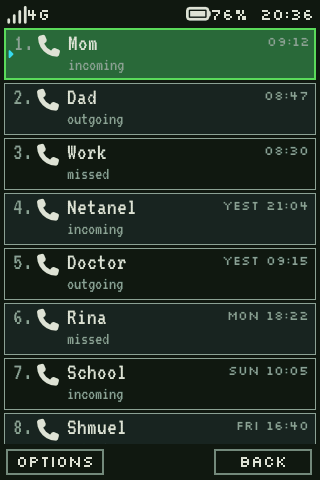 4G 76% 20:36
1. Mom 09:12
incoming
2. Dad 08:47
outgoing
3. Work 08:30
missed
4. Netanel YEST 21:04
incoming
5. Doctor YEST 09:15
outgoing
6. Rina MON 18:22
missed
7. School SUN 10:05
incoming
8. Shmuel FRI 16:40
OPTIONS BACK